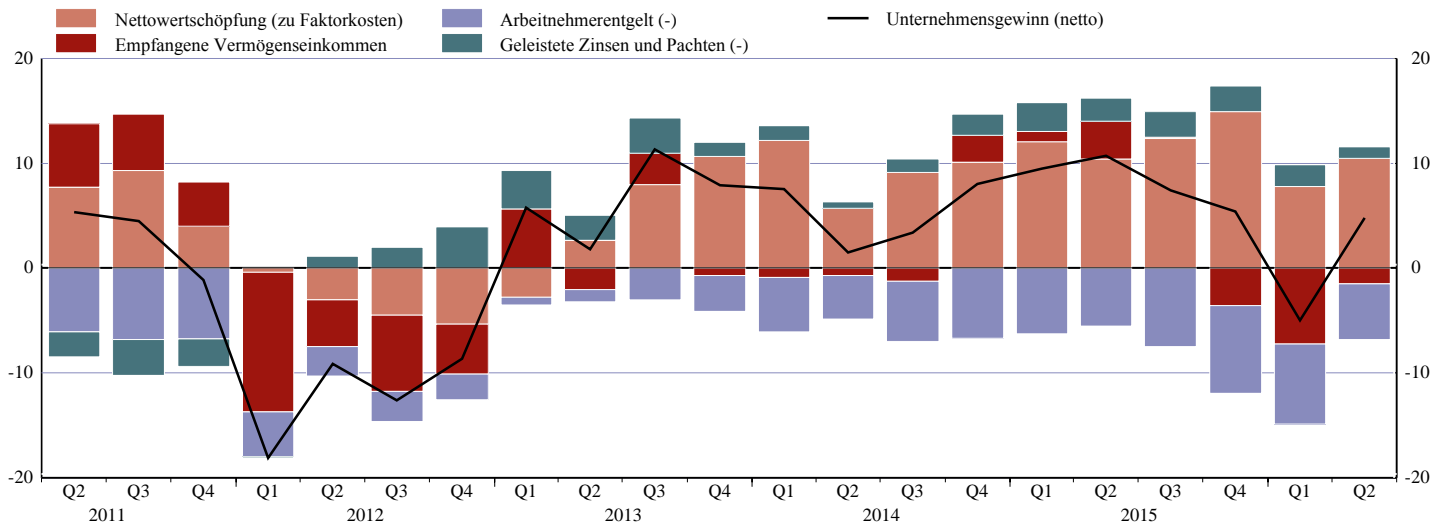 Nettowertschöpfung (zu Faktorkosten) Arbeitnehmerentgelt (-) Unternehmensgewinn (netto)
Empfangene Vermögenseinkommen Geleistete Zinsen und Pachten (-)
20 20
10 10
0 0
-10 -10
-20 -20
Q2 Q3 Q4 Q1 Q2 Q3 Q4 Q1 Q2 Q3 Q4 Q1 Q2 Q3 Q4 Q1 Q2 Q3 Q4 Q1 Q2
2011 2012 2013 2014 2015